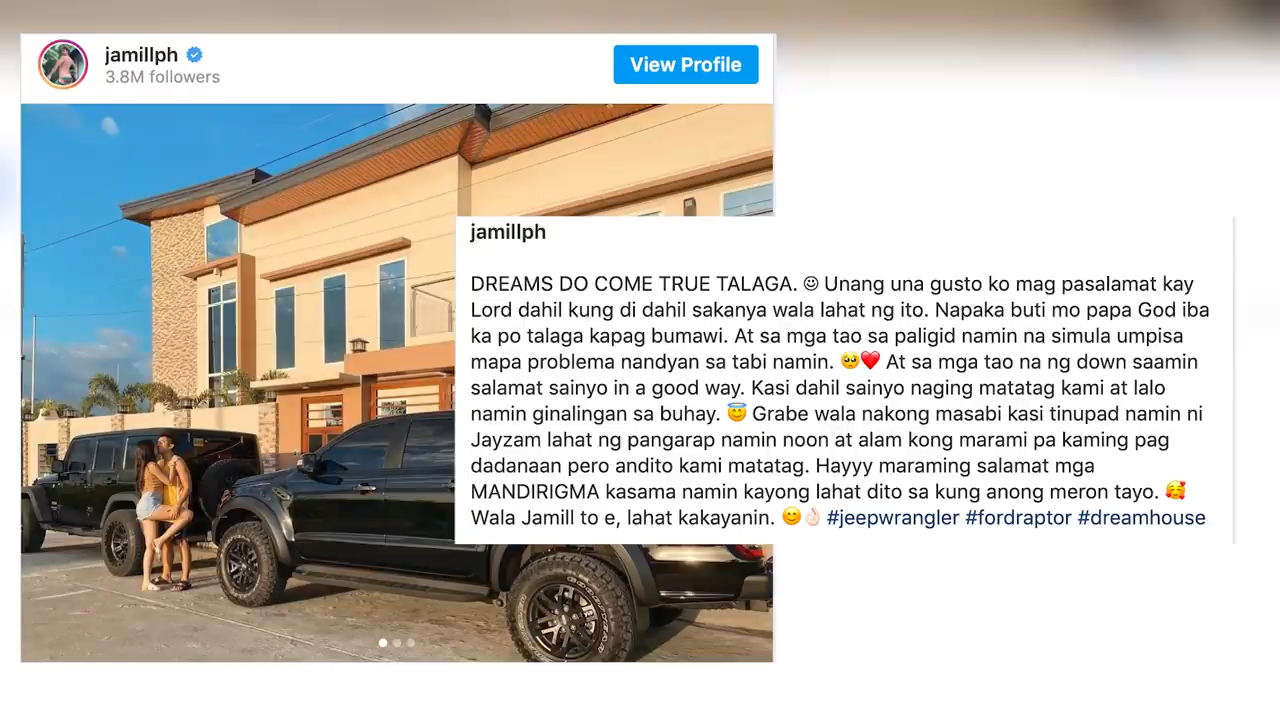 jamillph
3.8M followers
View Profile
jamillph
DREAMS DO COME TRUE TALAGA. ☺ Unang una gusto ko mag pasalamat kay
Lord dahil kung di dahil sakanya wala lahat ng ito. Napaka buti mo papa God iba
ka po talaga kapag bumawi. At sa mga tao sa paligid namin na simula umpisa
mapa problema nandyan sa tabi namin. 🥺❤️ At sa mga tao na ng down saamin
salamat sainyo in a good way. Kasi dahil sainyo naging matatag kami at lalo
namin ginalingan sa buhay. 😇 Grabe wala nakong masabi kasi tinupad namin ni
Jayzam lahat ng pangarap namin noon at alam kong marami pa kaming pag
dadanaan pero andito kami matatag. Hayyy maraming salamat mga
MANDIRIGMA kasama namin kayong lahat dito sa kung anong meron tayo. 🥰
Wala Jamill to e, lahat kakayanin. 😊👌🏻 #jeepwrangler #fordraptor #dreamhouse